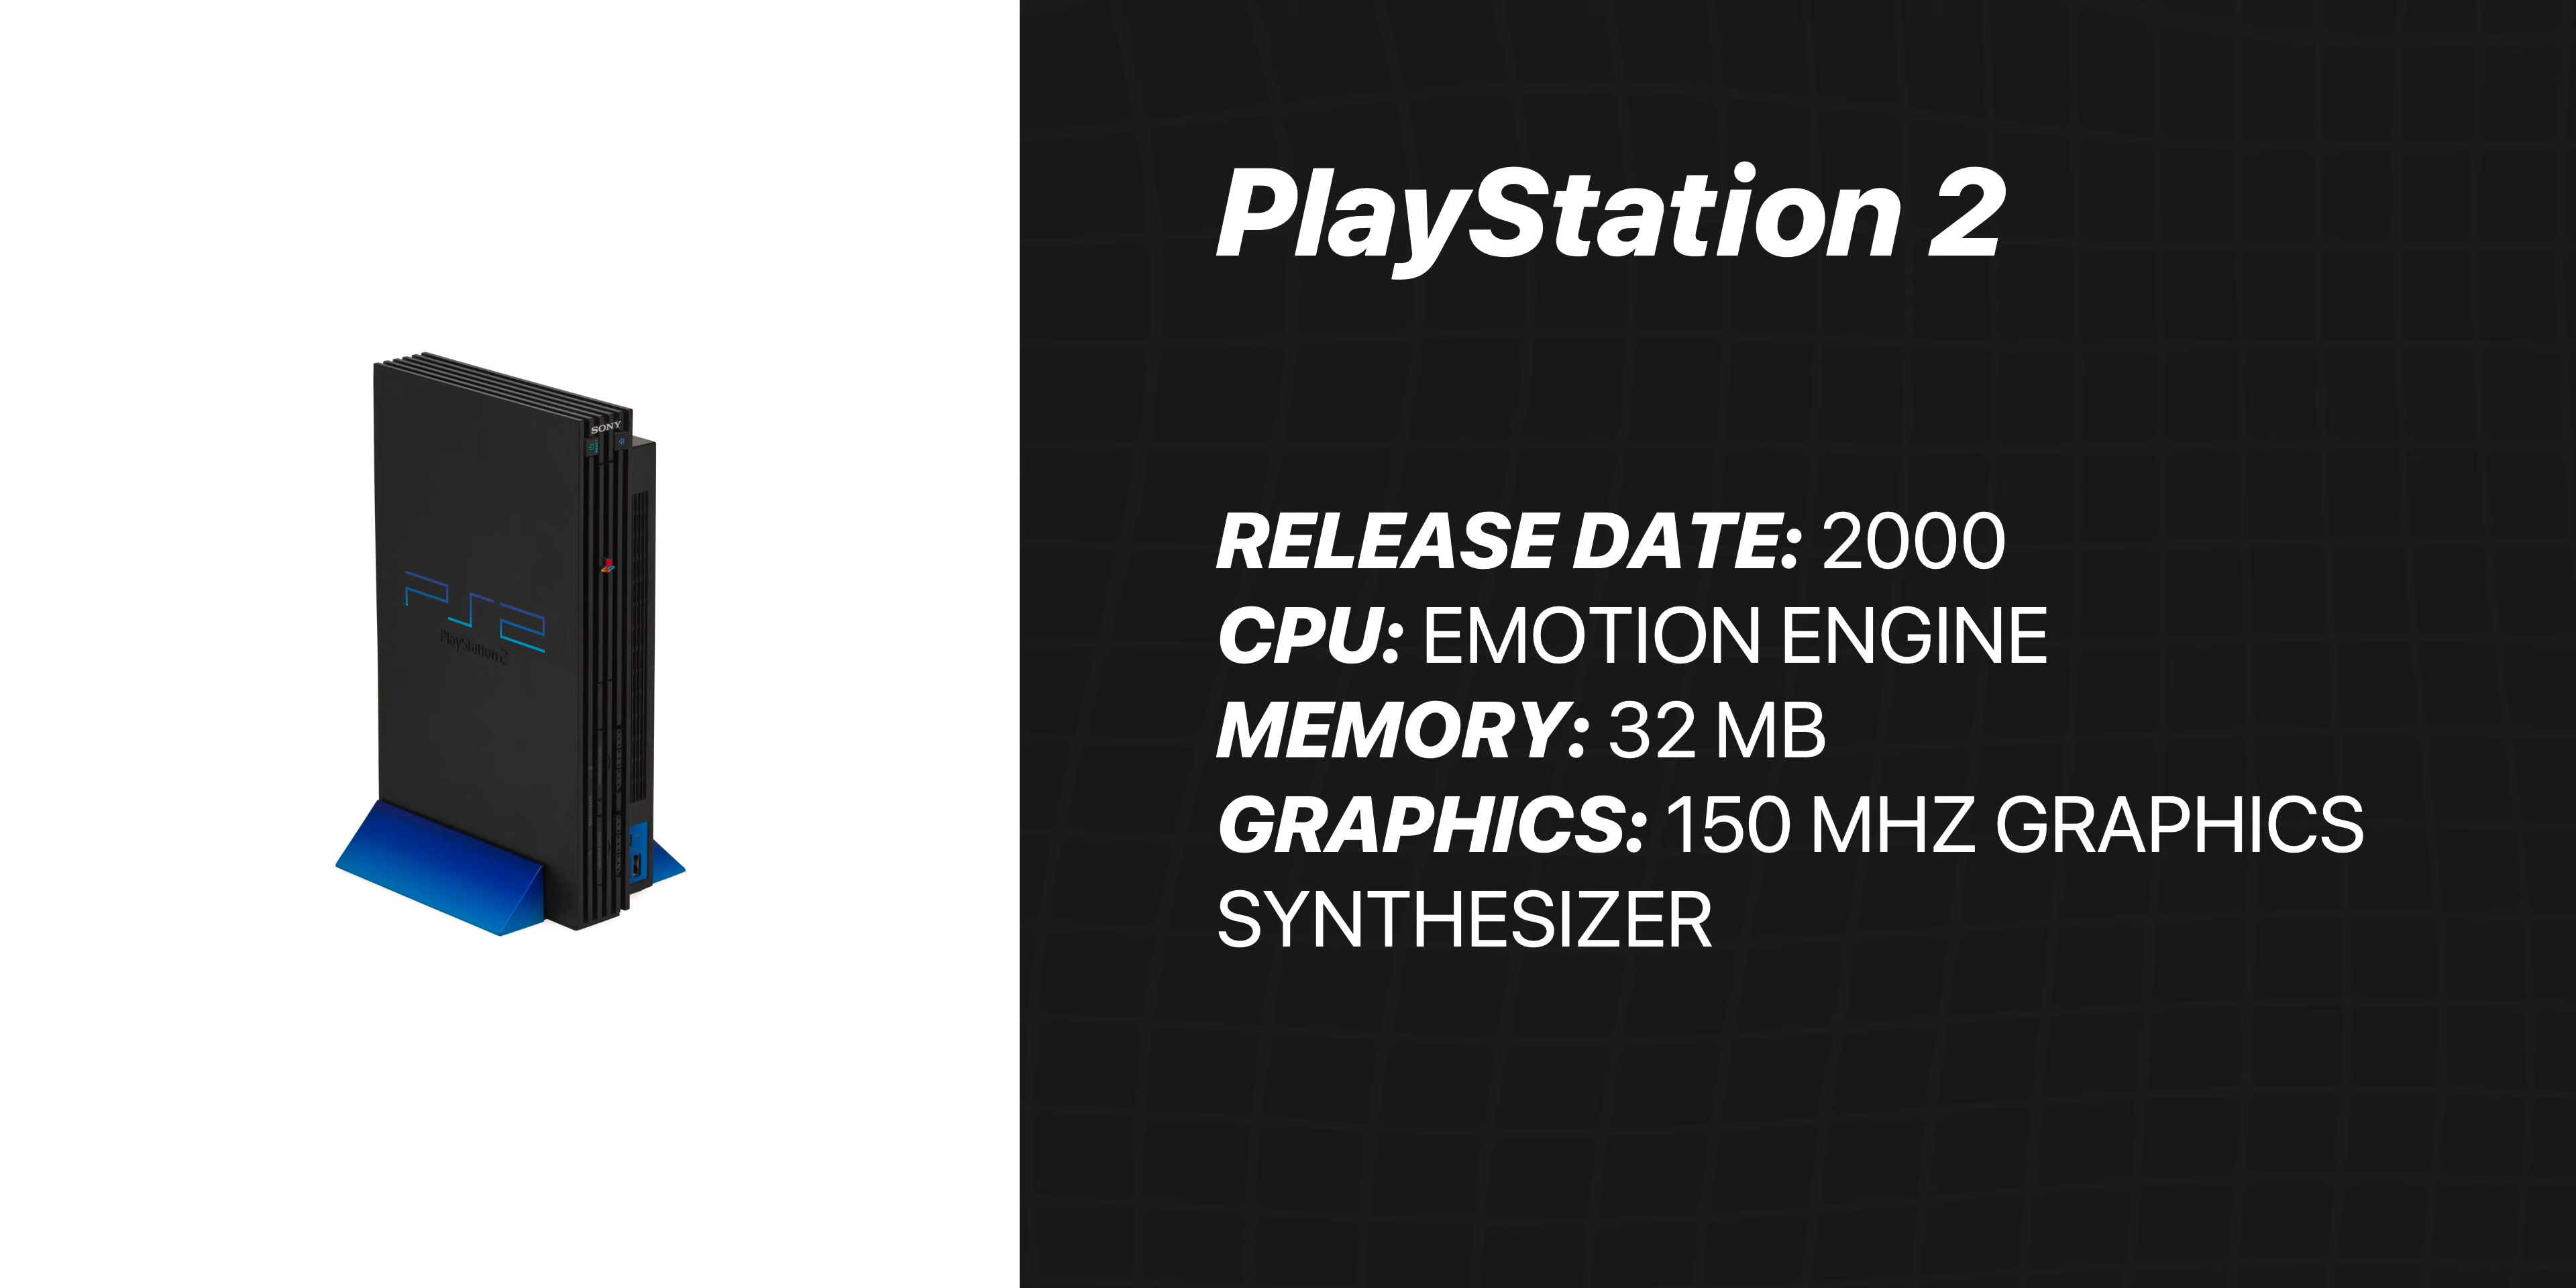 PlayStation 2
RELEASE DATE: 2000
CPU: EMOTION ENGINE
MEMORY: 32 MB
GRAPHICS: 150 MHZ GRAPHICS
SYNTHESIZER
SONY
PS2
PlayStation 2